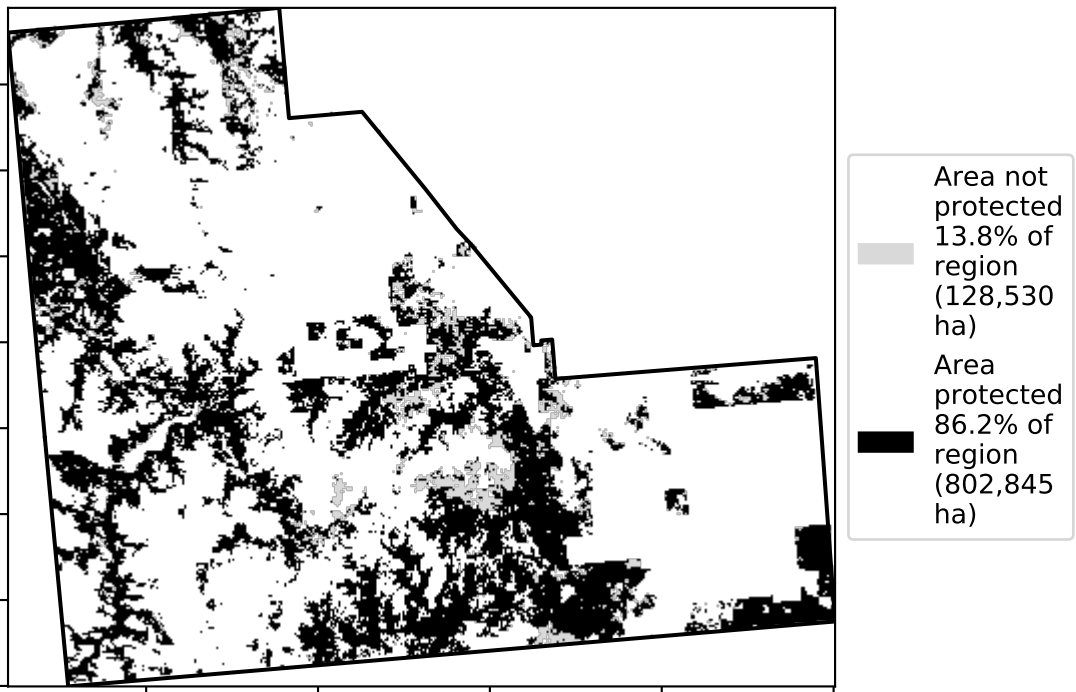 Area not
protected
13.8% of
region
(128,530
ha)
Area
protected
86.2% of
region
(802,845
ha)